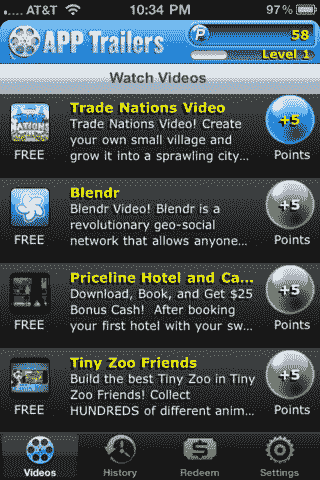 AT&T 10:34 PM 97%
APP Trailers
P 58
Level 1
Watch Videos
Trade Nations Video
Trade Nations Video! Create
your own small village and
grow it into a sprawling city...
FREE
+5
Points
Blendr
Blendr Video! Blendr is a
revolutionary geo-social
network that allows anyone...
FREE
+5
Points
Priceline Hotel and Ca...
Download, Book, and Get $25
Bonus Cash! After booking
your first hotel with your sw...
FREE
+5
Points
Tiny Zoo Friends
Build the best Tiny Zoo in Tiny
Zoo Friends! Collect
HUNDREDS of different anim...
FREE
+5
Points
Videos History Redeem Settings